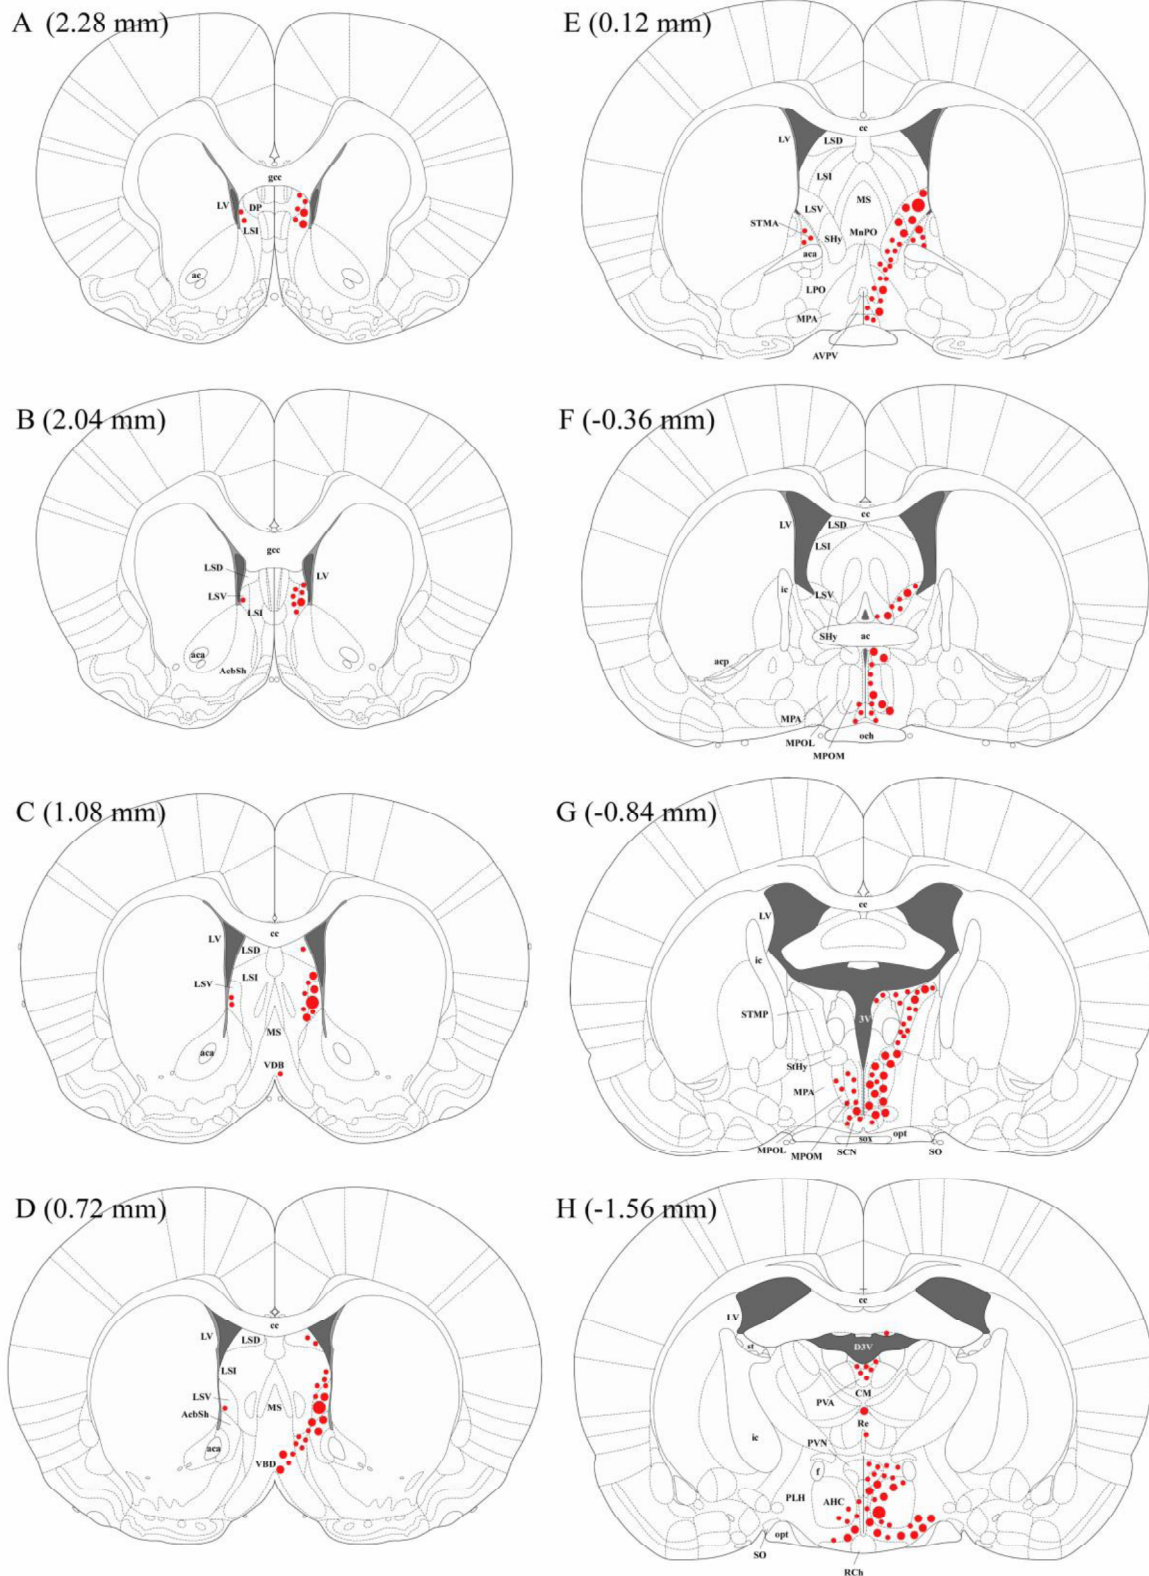 A (2.28 mm)
gcc
LV
DP
LSI
ac
B (2.04 mm)
gcc
LSD
LV
LSV
LSI
aca
AcbSh
C (1.08 mm)
cc
LV
LSD
LSI
LSV
MS
aca
VDB
D (0.72 mm)
cc
LV
LSD
LSI
LSV
MS
AcbSh
aca
VBD
E (0.12 mm)
cc
LV
LSD
LSI
MS
LSV
STMA
SHy
MnPO
aca
LPO
MPA
AVPV
F (-0.36 mm)
cc
LV
LSD
LSI
ic
LSV
SHy
ac
acp
MPA
MPOL
och
MPOM
G (-0.84 mm)
cc
LV
ic
STMP
3V
StHy
MPA
opt
sox
MPOL
MPOM
SCN
SO
H (-1.56 mm)
cc
LV
st
D3V
CM
PVA
Re
ic
PVN
f
PLH
AHC
opt
SO
RCh